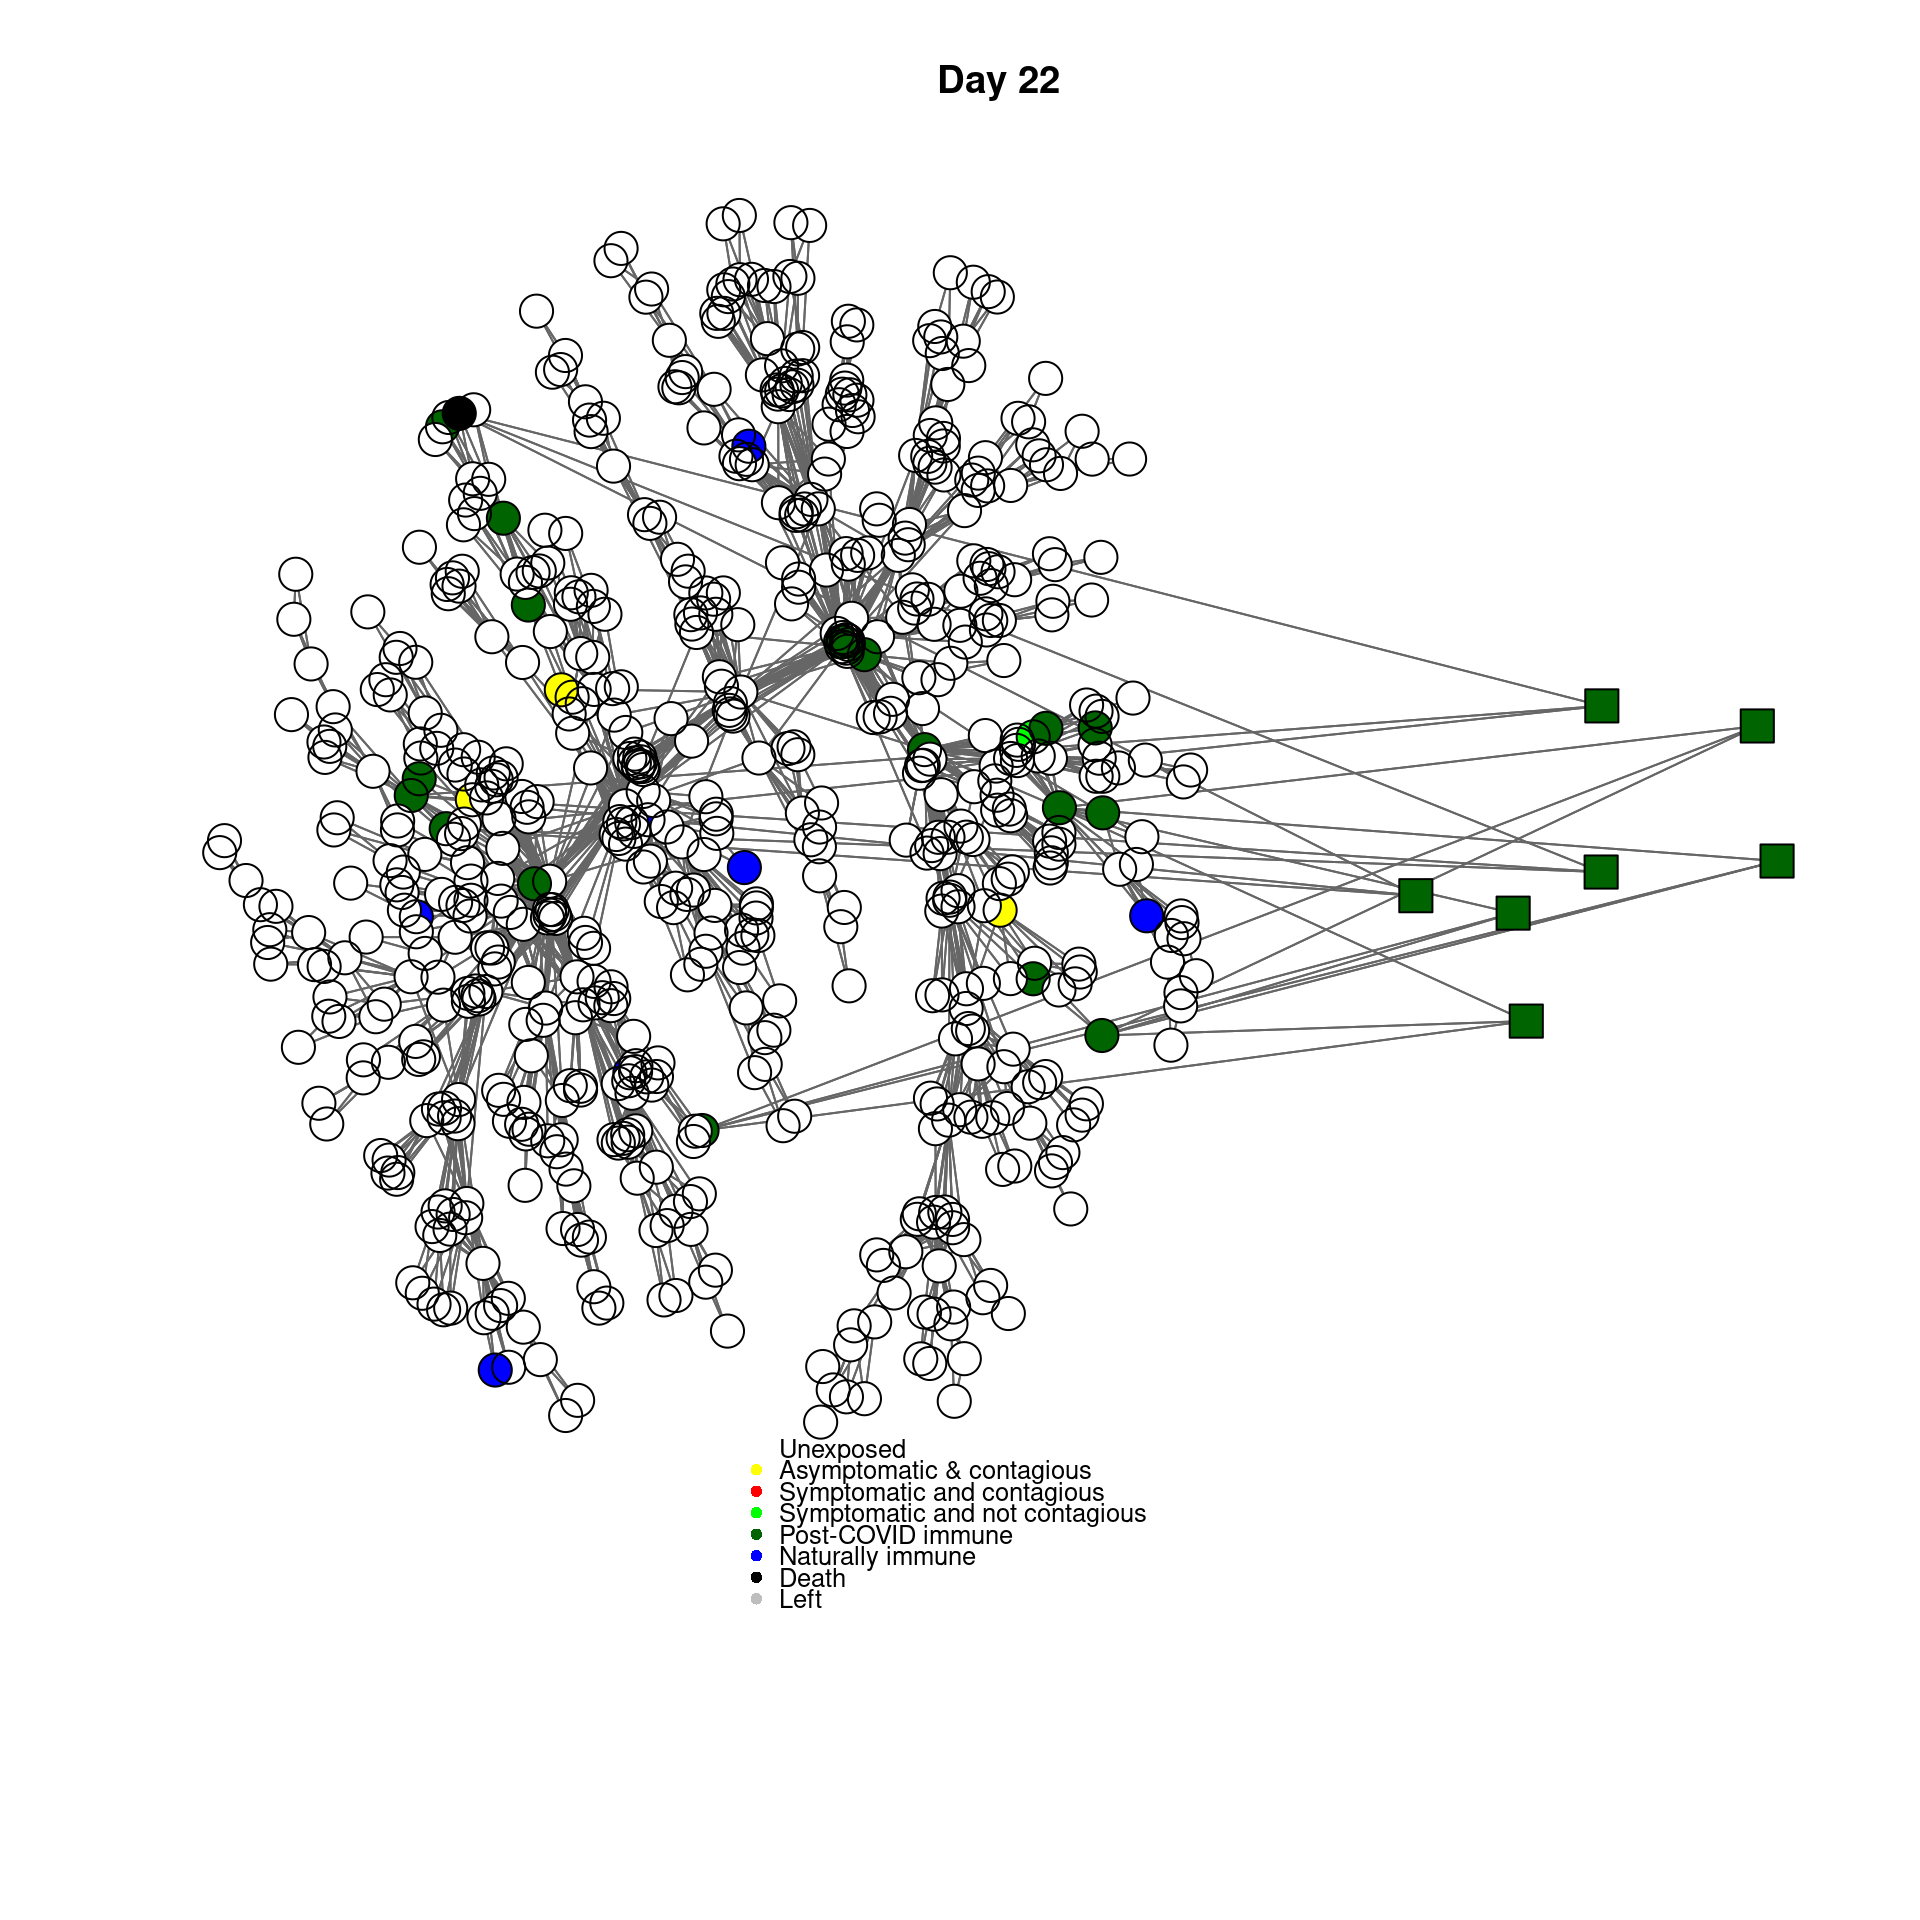 Day 22
Unexposed
Asymptomatic & contagious
Symptomatic and contagious
Symptomatic and not contagious
Post-COVID immune
Naturally immune
Death
Left